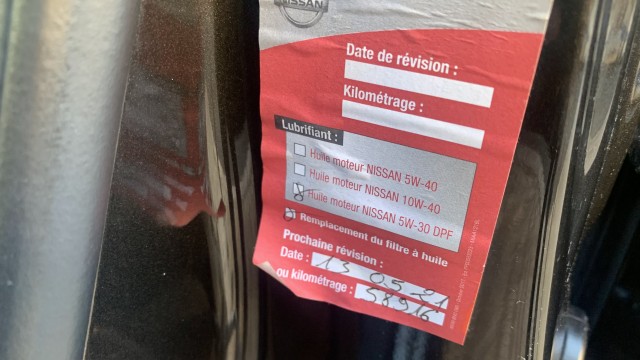 NISSAN
Date de révision :
Kilométrage :
Lubrifiant :
Huile moteur NISSAN 5W-40
Huile moteur NISSAN 10W-40
Huile moteur NISSAN 5W-30 DPF
Remplacement du filtre à huile
Prochaine révision :
Date : 13 05 21
ou kilométrage : 58916